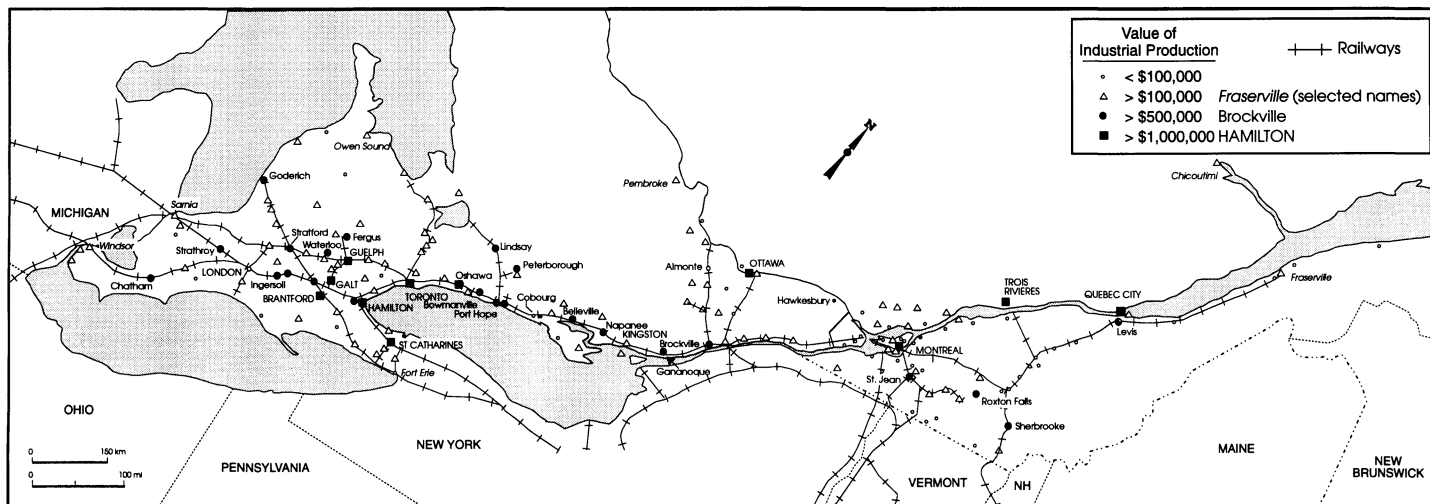 Value of
Industrial Production
Railways
< $100,000
> $100,000 Fraserville (selected names)
> $500,000 Brockville
> $1,000,000 HAMILTON
N
Owen Sound
Goderich
Pembroke
Chicoutimi
MICHIGAN
Sarnia
Windsor
Strathroy
Stratford
Waterloo
Fergus
GUELPH
Lindsay
Peterborough
Chatham
LONDON
Ingersoll
GALT
BRANTFORD
HAMILTON
TORONTO
Oshawa
Bowmanville
Port Hope
Cobourg
Belleville
Napanee
KINGSTON
Almonte
OTTAWA
Hawkesbury
Brockville
Gananoque
TROIS
RIVIERES
QUEBEC CITY
Fraserville
Levis
MONTREAL
ST CATHARINES
Fort Erie
St. Jean
Roxton Falls
Sherbrooke
OHIO
NEW YORK
PENNSYLVANIA
VERMONT
NH
MAINE
NEW
BRUNSWICK
0 150 km
0 100 mi